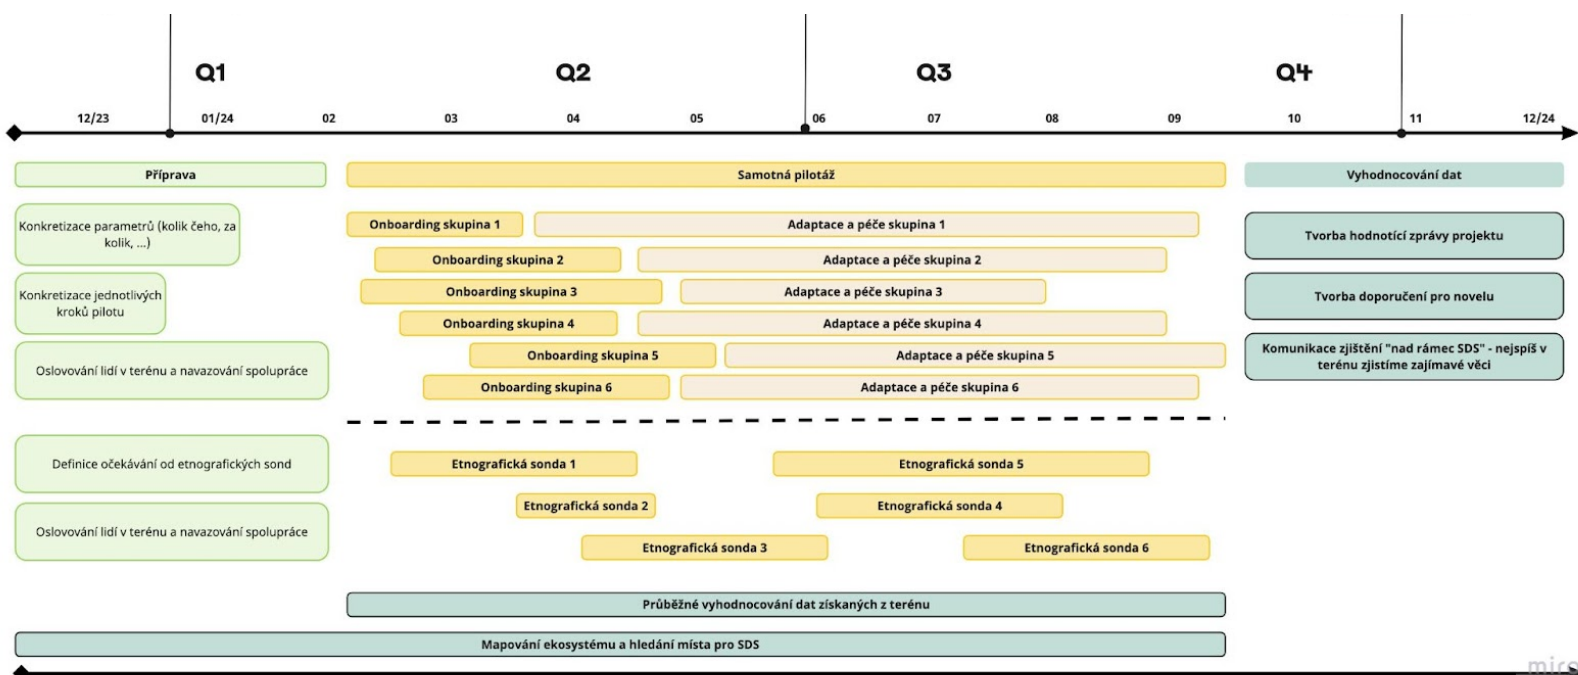 Q1
Q2
Q3
Q4
12/23
01/24
02
03
04
05
06
07
08
09
10
11
12/24
Příprava
Samotná pilotáž
Vyhodnocování dat
Konkretizace parametrů (kolik čeho, za
kolik, ...)
Konkretizace jednotlivých
kroků pilotu
Oslovování lidí v terénu a navazování spolupráce
Onboarding skupina 1
Adaptace a péče skupina 1
Onboarding skupina 2
Adaptace a péče skupina 2
Onboarding skupina 3
Adaptace a péče skupina 3
Onboarding skupina 4
Adaptace a péče skupina 4
Onboarding skupina 5
Adaptace a péče skupina 5
Onboarding skupina 6
Adaptace a péče skupina 6
Tvorba hodnotící zprávy projektu
Tvorba doporučení pro novelu
Komunikace zjištění "nad rámec SDS" - nejspíš v
terénu zjistíme zajímavé věci
Definice očekávání od etnografických sond
Oslovování lidí v terénu a navazování spolupráce
Etnografická sonda 1
Etnografická sonda 5
Etnografická sonda 2
Etnografická sonda 4
Etnografická sonda 3
Etnografická sonda 6
Průběžné vyhodnocování dat získaných z terénu
Mapování ekosystému a hledání místa pro SDS
miro